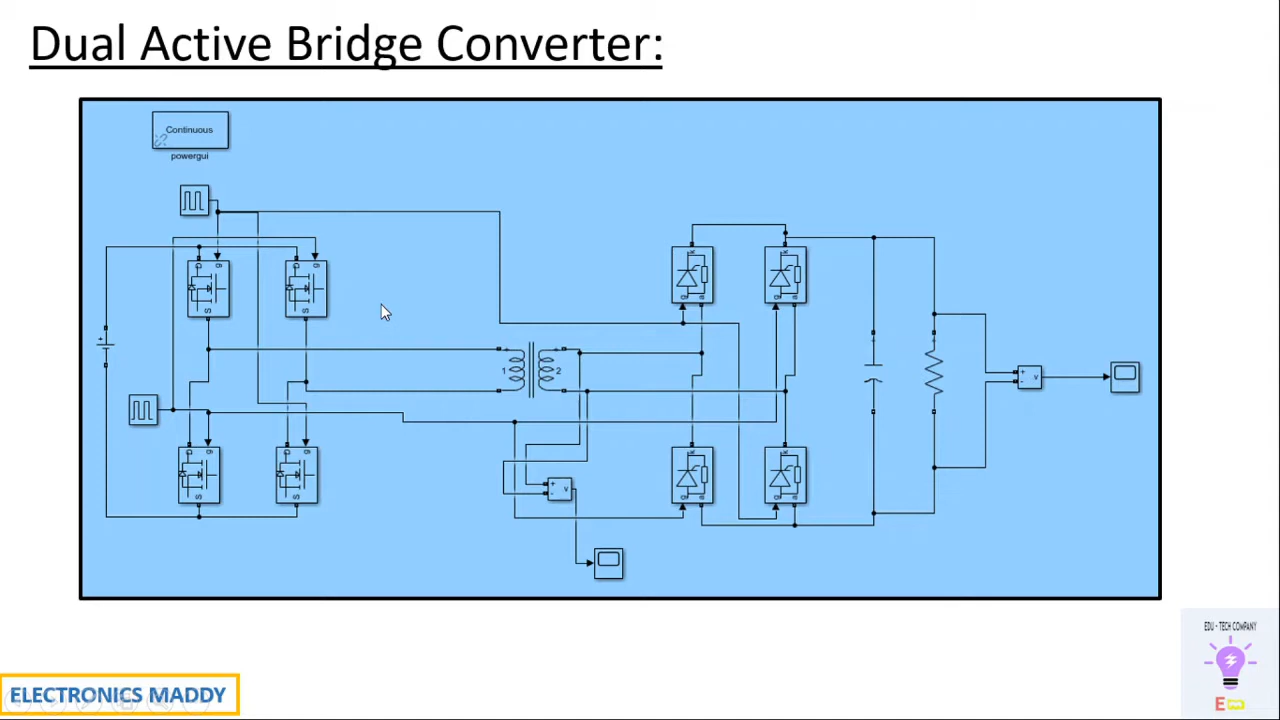 Dual Active Bridge Converter:
Continuous
powergui
1
2
+
-
v
+
-
v
ELECTRONICS MADDY
EDU - TECH COMPANY